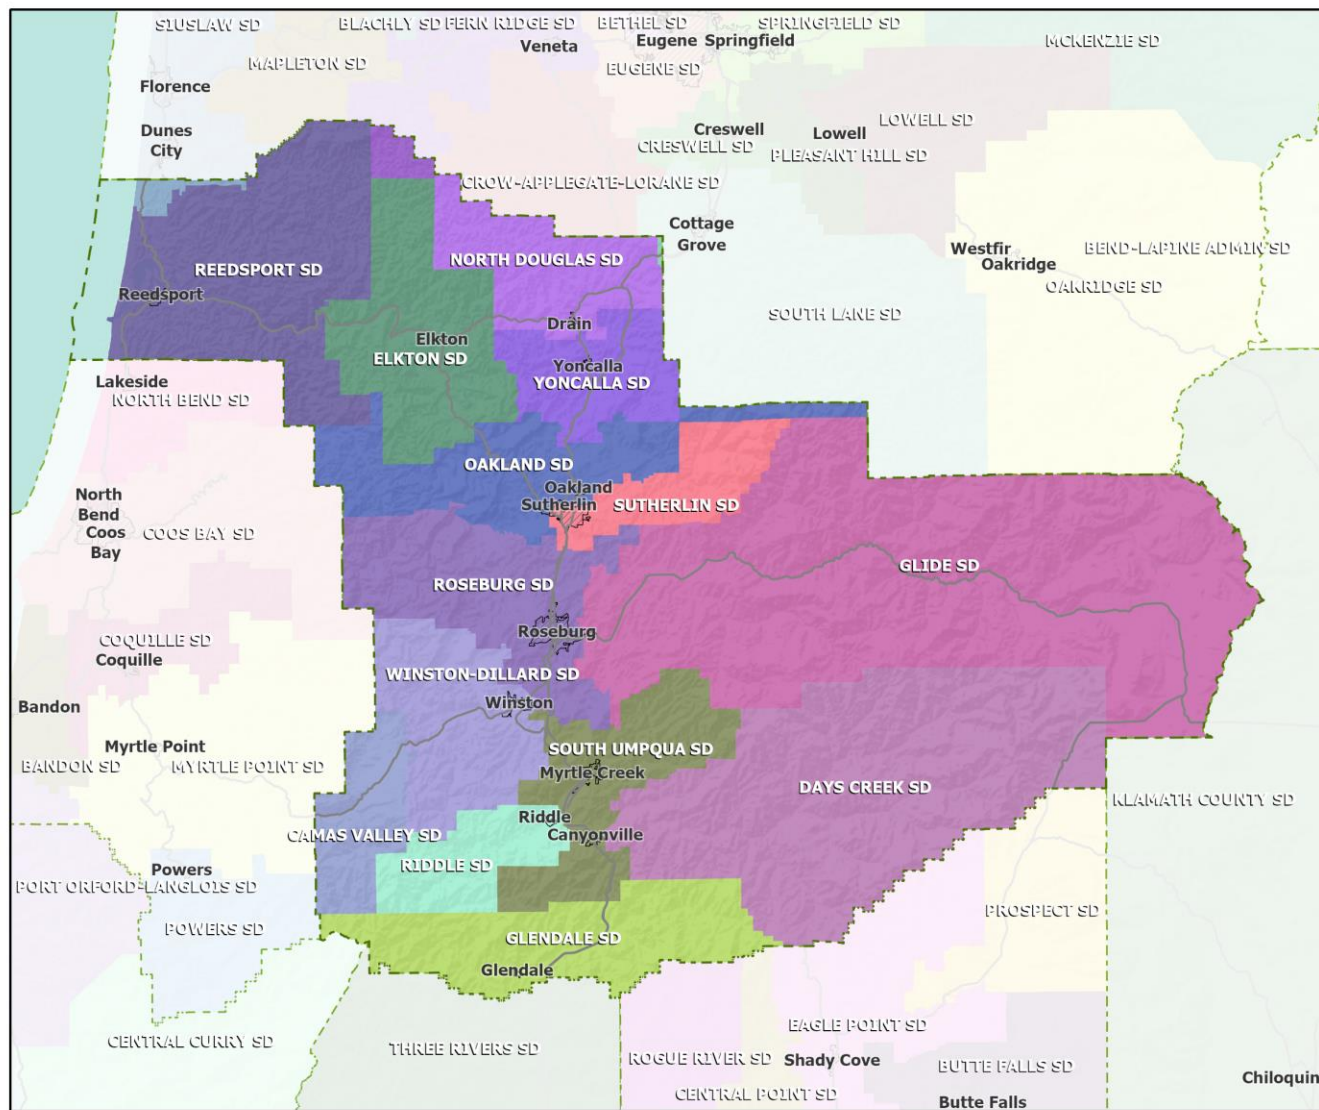 SIUSLAW SD
BLACHLY SD
FERN RIDGE SD
BETHEL SD
SPRINGFIELD SD
Veneta
Eugene
Springfield
MCKENZIE SD
MAPLETON SD
EUGENE SD
Florence
Dunes
City
Creswell
Lowell
LOWELL SD
CRESWELL SD
PLEASANT HILL SD
CROW-APPLEGATE-LORANE SD
Cottage
Grove
Westfir
Oakridge
BEND-LAPINE ADMIN SD
OAKRIDGE SD
REEDSPORT SD
NORTH DOUGLAS SD
Reedsport
SOUTH LANE SD
Drain
Elkton
ELKTON SD
Yoncalla
YONCALLA SD
Lakeside
NORTH BEND SD
OAKLAND SD
Oakland
Sutherlin
SUTHERLIN SD
North
Bend
Coos
Bay
COOS BAY SD
GLIDE SD
ROSEBURG SD
Roseburg
COQUILLE SD
Coquille
WINSTON-DILLARD SD
Winston
Bandon
Myrtle Point
BANDON SD
MYRTLE POINT SD
SOUTH UMPQUA SD
Myrtle Creek
DAYS CREEK SD
KLAMATH COUNTY SD
Riddle
CAMAS VALLEY SD
Canyonville
RIDDLE SD
Powers
PORT ORFORD-LANGLOIS SD
POWERS SD
PROSPECT SD
GLENDALE SD
Glendale
EAGLE POINT SD
CENTRAL CURRY SD
THREE RIVERS SD
ROGUE RIVER SD
Shady Cove
BUTTE FALLS SD
Chiloquin
CENTRAL POINT SD
Butte Falls